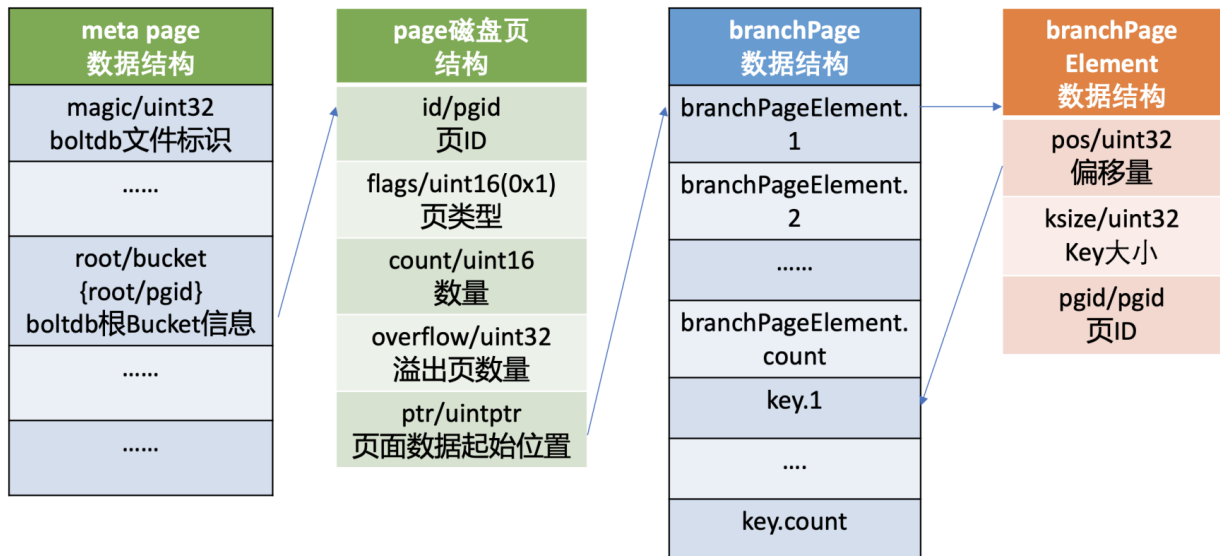 meta page
数据结构
magic/uint32
boltdb文件标识
......
root/bucket
{root/pgid}
boltdb根Bucket信息
......
......
page磁盘页
结构
id/pgid
页ID
flags/uint16(0x1)
页类型
count/uint16
数量
overflow/uint32
溢出页数量
ptr/uintptr
页面数据起始位置
branchPage
数据结构
branchPageElement.
1
branchPageElement.
2
......
branchPageElement.
count
key.1
....
key.count
branchPage
Element
数据结构
pos/uint32
偏移量
ksize/uint32
Key大小
pgid/pgid
页ID